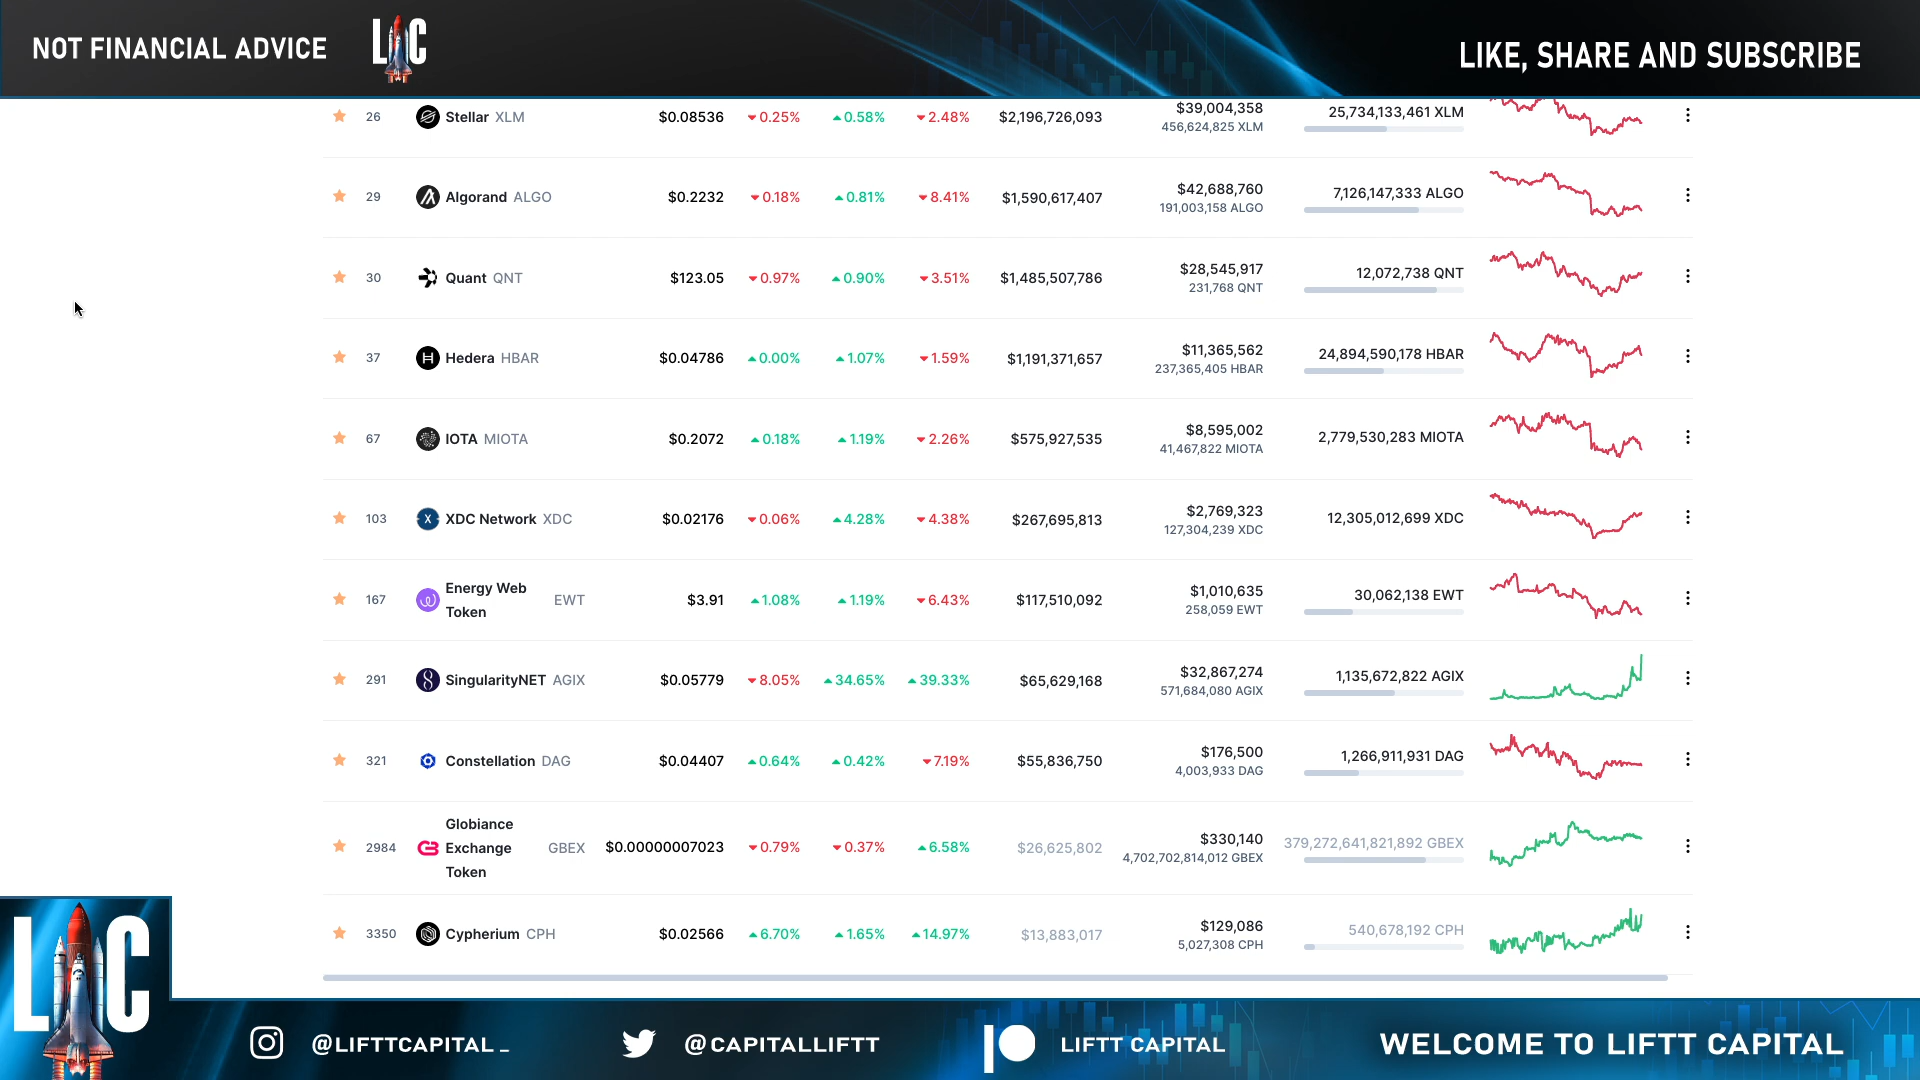 NOT FINANCIAL ADVICE
LC
LIKE, SHARE AND SUBSCRIBE
26 Stellar XLM $0.08536 0.25% 0.58% 2.48% $2,196,726,093 $39,004,358 25,734,133,461 XLM
456,624,825 XLM
29 Algorand ALGO $0.2232 0.18% 0.81% 8.41% $1,590,617,407 $42,688,760 7,126,147,333 ALGO
191,003,158 ALGO
30 Quant QNT $123.05 0.97% 0.90% 3.51% $1,485,507,786 $28,545,917 12,072,738 QNT
231,768 QNT
37 Hedera HBAR $0.04786 0.00% 1.07% 1.59% $1,191,371,657 $11,365,562 24,894,590,178 HBAR
237,365,405 HBAR
67 IOTA MIOTA $0.2072 0.18% 1.19% 2.26% $575,927,535 $8,595,002 2,779,530,283 MIOTA
41,467,822 MIOTA
103 XDC Network XDC $0.02176 0.06% 4.28% 4.38% $267,695,813 $2,769,323 12,305,012,699 XDC
127,304,239 XDC
167 Energy Web Token EWT $3.91 1.08% 1.19% 6.43% $117,510,092 $1,010,635 30,062,138 EWT
258,059 EWT
291 SingularityNET AGIX $0.05779 8.05% 34.65% 39.33% $65,629,168 $32,867,274 1,135,672,822 AGIX
571,684,080 AGIX
321 Constellation DAG $0.04407 0.64% 0.42% 7.19% $55,836,750 $176,500 1,266,911,931 DAG
4,003,933 DAG
2984 Globiance Exchange Token GBEX $0.00000007023 0.79% 0.37% 6.58% $26,625,802 $330,140 379,272,641,821,892 GBEX
4,702,702,814,012 GBEX
3350 Cypherium CPH $0.02566 6.70% 1.65% 14.97% $13,883,017 $129,086 540,678,192 CPH
5,027,308 CPH
LC
@LIFTTCAPITAL_
@CAPITALLIFTT
LIFTT CAPITAL
WELCOME TO LIFTT CAPITAL